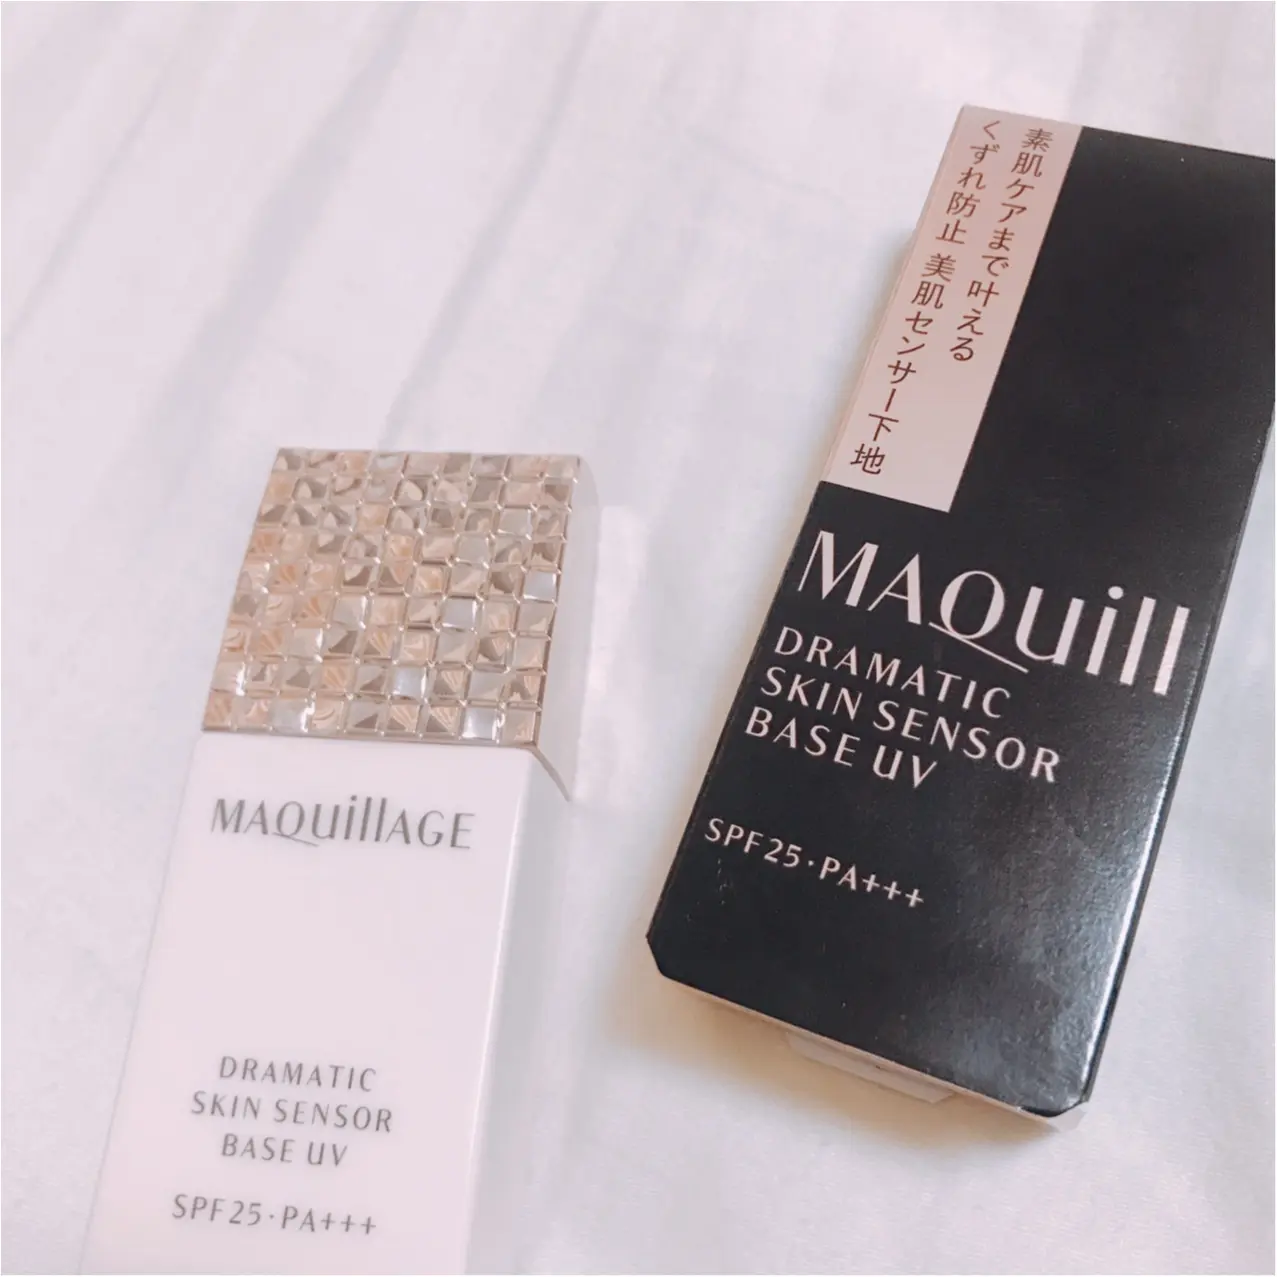 MAQuillAGE
DRAMATIC
SKIN SENSOR
BASE UV
SPF25・PA+++
素肌ケアまで叶える
くずれ防止 美肌センサー下地
MAQuill
DRAMATIC
SKIN SENSOR
BASE UV
SPF25・PA+++